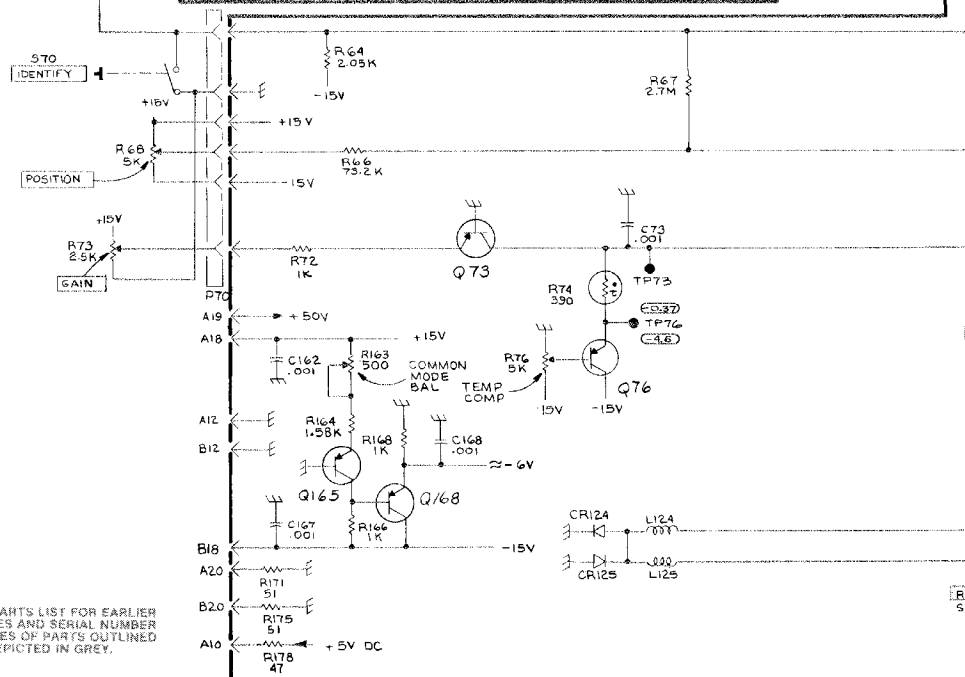 S70
IDENTIFY
+15V
R64
2.05K
-15V
R67
2.7M
+15V
R68
5K
POSITION
R66
73.2K
-15V
+15V
R73
2.5K
GAIN
R72
1K
P70
Q73
C73
.001
TP73
R74
390
t°
-0.37
TP76
-4.6
R76
5K
TEMP
COMP
Q76
-15V
-15V
A19
+50V
A18
+15V
C162
.001
R163
500
COMMON
MODE
BAL
A12
R164
1.58K
R168
1K
C168
.001
B12
≈-6V
Q165
Q168
C167
.001
R166
1K
B18
-15V
CR124
L124
CR125
L125
A20
R171
51
B20
R175
51
A10
R178
47
+5V DC
ARTS LIST FOR EARLIER
ES AND SERIAL NUMBER
ES OF PARTS OUTLINED
EPICTED IN GREY.
R
S